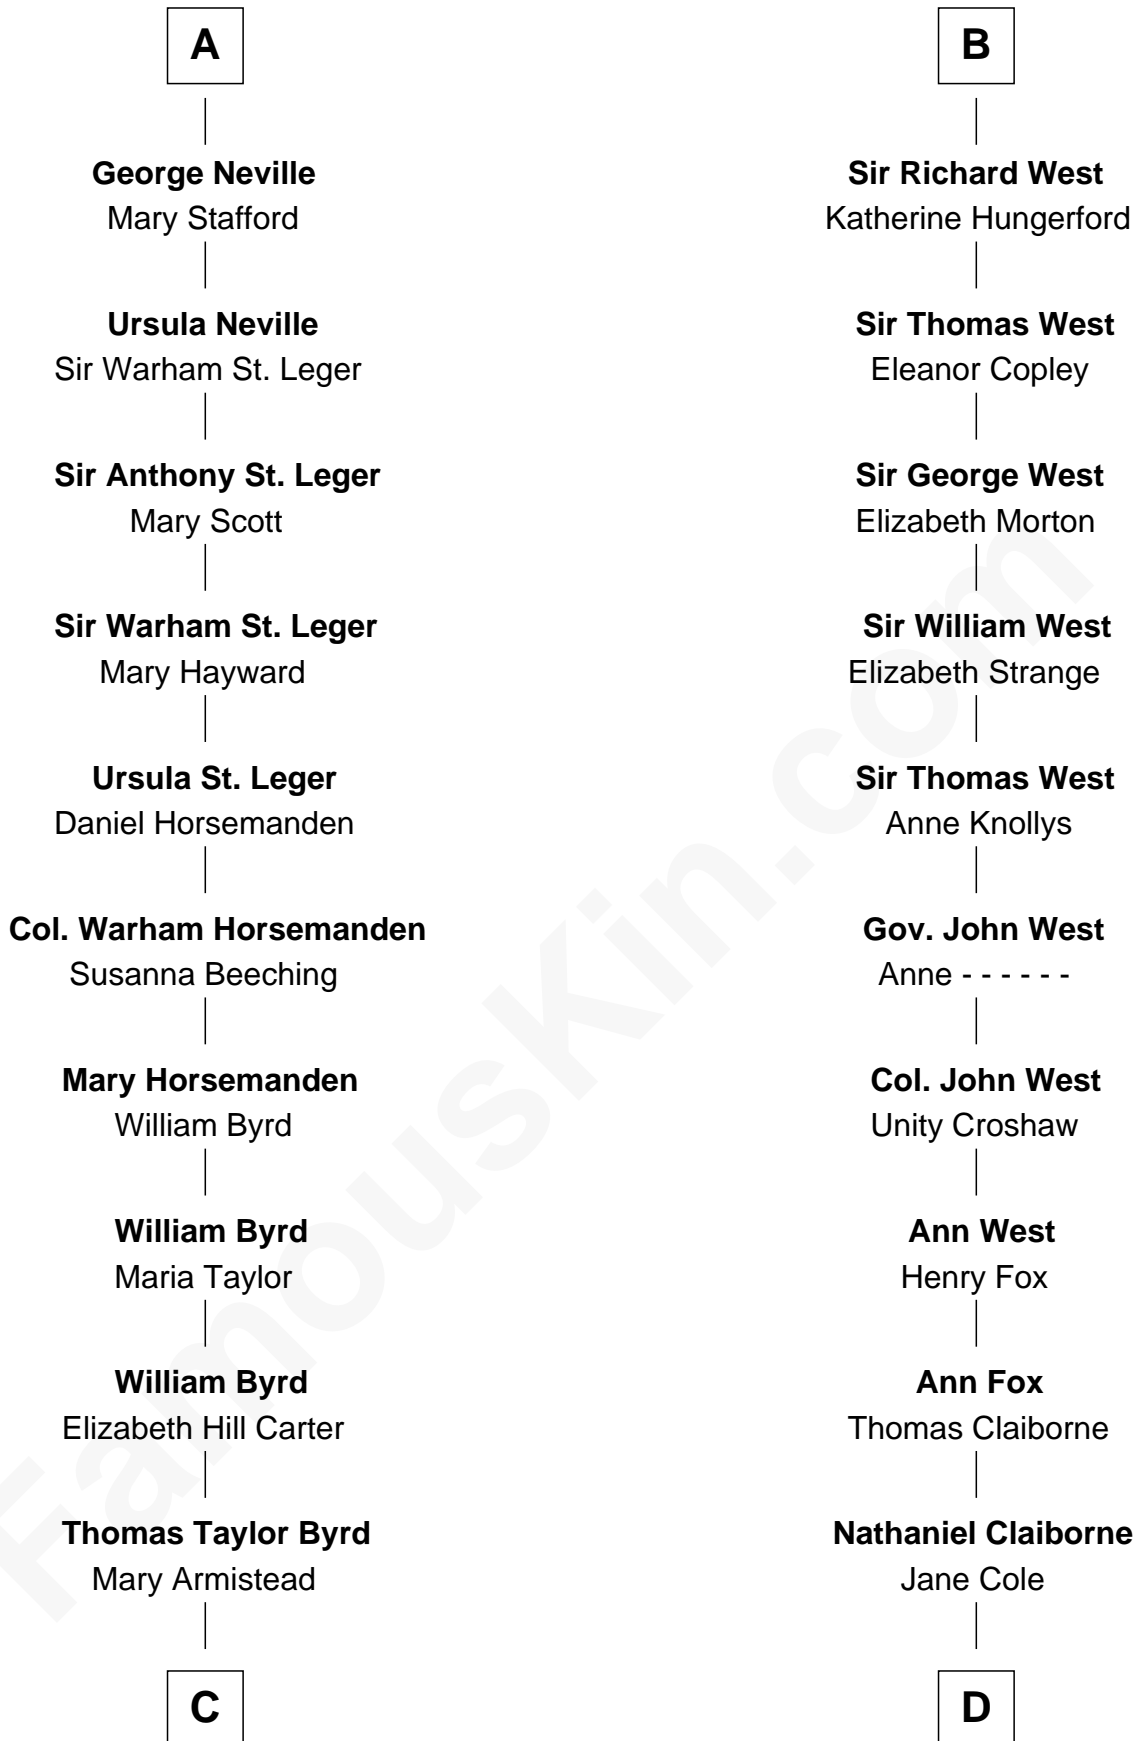 A
George Neville
Mary Stafford
Ursula Neville
Sir Warham St. Leger
Sir Anthony St. Leger
Mary Scott
Sir Warham St. Leger
Mary Hayward
Ursula St. Leger
Daniel Horsemanden
Col. Warham Horsemanden
Susanna Beeching
Mary Horsemanden
William Byrd
William Byrd
Maria Taylor
William Byrd
Elizabeth Hill Carter
Thomas Taylor Byrd
Mary Armistead
C
B
Sir Richard West
Katherine Hungerford
Sir Thomas West
Eleanor Copley
Sir George West
Elizabeth Morton
Sir William West
Elizabeth Strange
Sir Thomas West
Anne Knollys
Gov. John West
Anne - - - - - -
Col. John West
Unity Croshaw
Ann West
Henry Fox
Ann Fox
Thomas Claiborne
Nathaniel Claiborne
Jane Cole
D
FamousKin.com